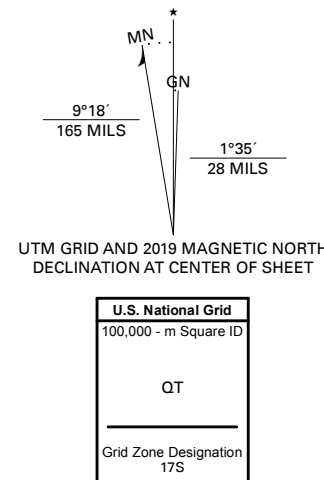 ★
MN
GN
9°18´
165 MILS
1°35´
28 MILS
UTM GRID AND 2019 MAGNETIC NORTH
DECLINATION AT CENTER OF SHEET
U.S. National Grid
100,000 - m Square ID
QT
Grid Zone Designation
17S